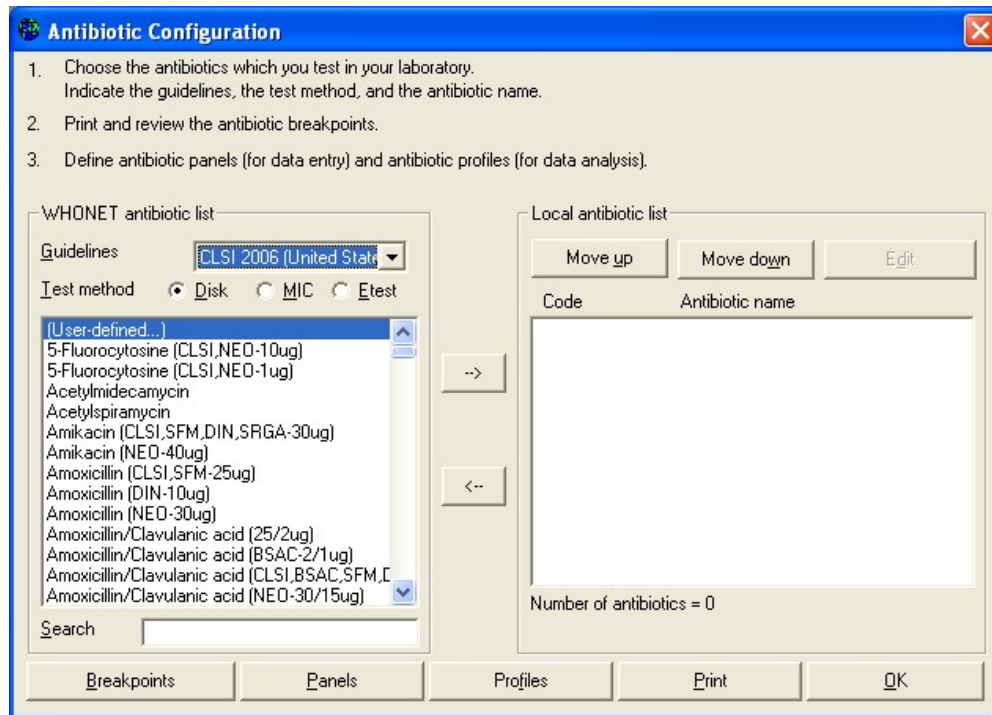 Antibiotic Configuration
1. Choose the antibiotics which you test in your laboratory.
Indicate the guidelines, the test method, and the antibiotic name.
2. Print and review the antibiotic breakpoints.
3. Define antibiotic panels (for data entry) and antibiotic profiles (for data analysis).
WHONET antibiotic list
Guidelines CLSI 2006 (United State
Test method Disk MIC Etest
(User-defined...)
5-Fluorocytosine (CLSI,NEO-10ug)
5-Fluorocytosine (CLSI,NEO-1ug)
Acetylmidecamycin
Acetylspiramycin
Amikacin (CLSI,SFM,DIN,SRGA-30ug)
Amikacin (NEO-40ug)
Amoxicillin (CLSI,SFM-25ug)
Amoxicillin (DIN-10ug)
Amoxicillin (NEO-30ug)
Amoxicillin/Clavulanic acid (25/2ug)
Amoxicillin/Clavulanic acid (BSAC-2/1ug)
Amoxicillin/Clavulanic acid (CLSI,BSAC,SFM,D
Amoxicillin/Clavulanic acid (NEO-30/15ug)
Search
-->
<--
Local antibiotic list
Move up Move down Edit
Code Antibiotic name
Number of antibiotics = 0
Breakpoints Panels Profiles Print OK